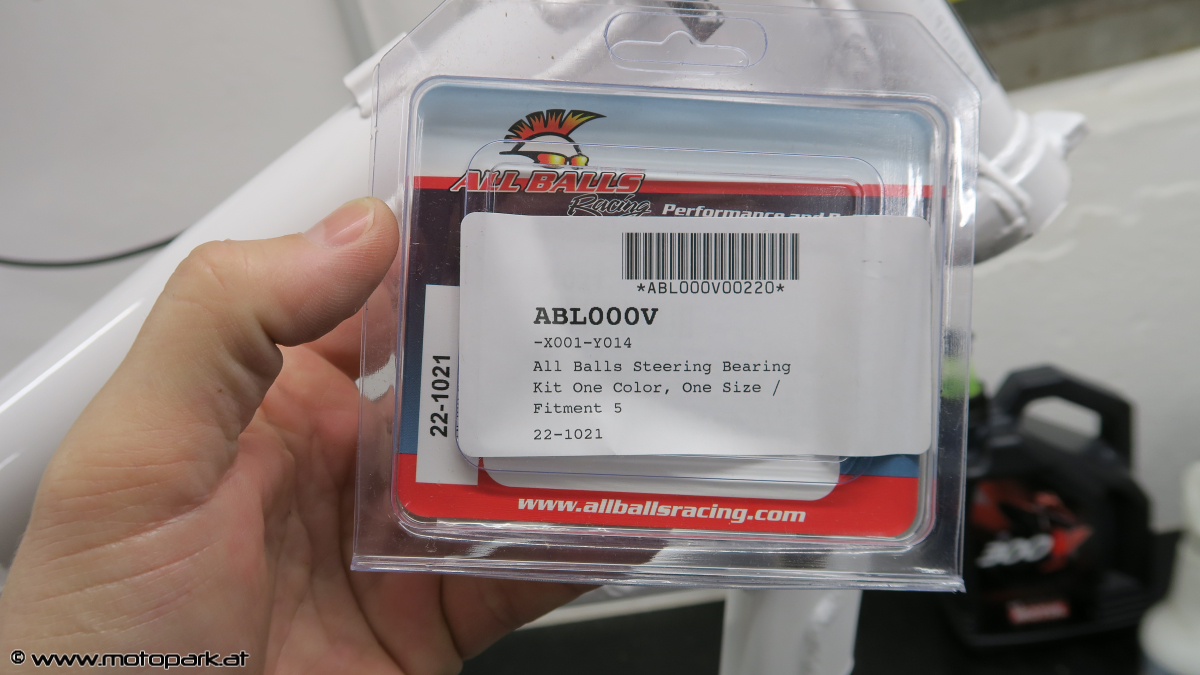 ALL BALLS
Racing
Performance and
*ABL000V00220*
ABL000V
-X001-Y014
All Balls Steering Bearing
Kit One Color, One Size /
Fitment 5
22-1021
22-1021
www.allballsracing.com
300V
© www.motopark.at